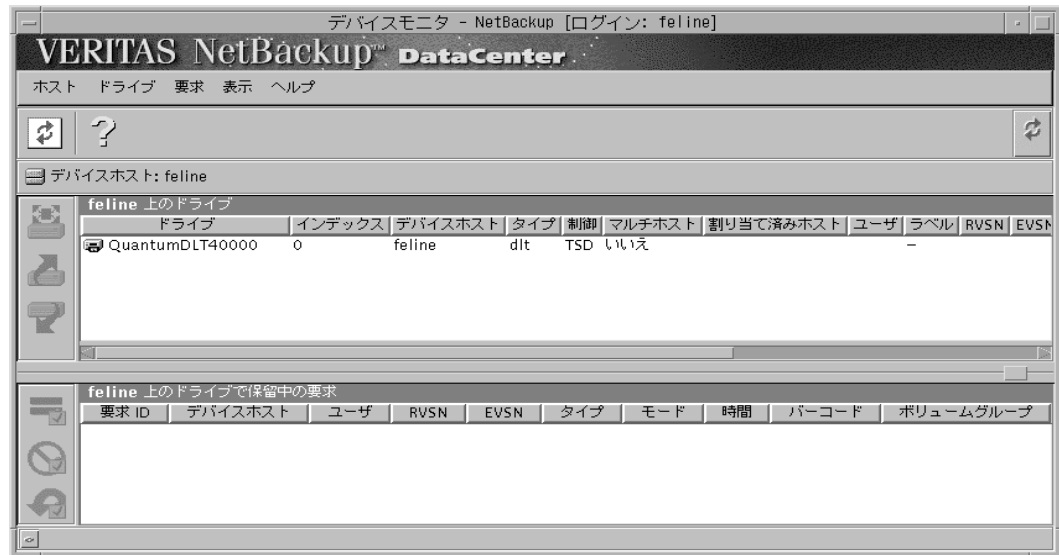 デバイスモニタ - NetBackup [ログイン: feline]
VERITAS NetBackup™ DataCenter
ホスト ドライブ 要求 表示 ヘルプ
デバイスホスト: feline
feline 上のドライブ
ドライブ インデックス デバイスホスト タイプ 制御 マルチホスト 割り当て済みホスト ユーザ ラベル RVSN EVSN
QuantumDLT40000 0 feline dlt TSD いいえ –
feline 上のドライブで保留中の要求
要求 ID デバイスホスト ユーザ RVSN EVSN タイプ モード 時間 バーコード ボリュームグループ